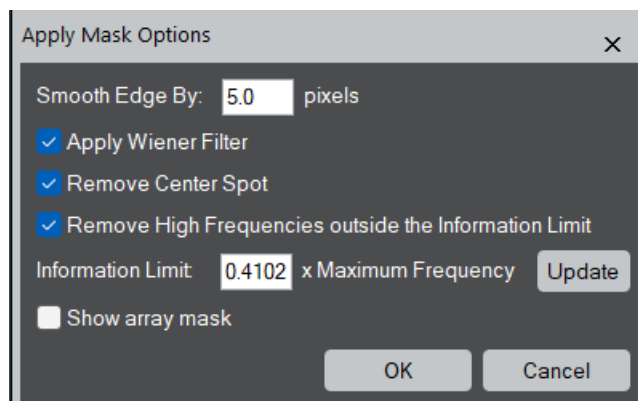 Apply Mask Options
Smooth Edge By: 5.0 pixels
Apply Wiener Filter
Remove Center Spot
Remove High Frequencies outside the Information Limit
Information Limit: 0.4102 x Maximum Frequency Update
Show array mask
OK Cancel